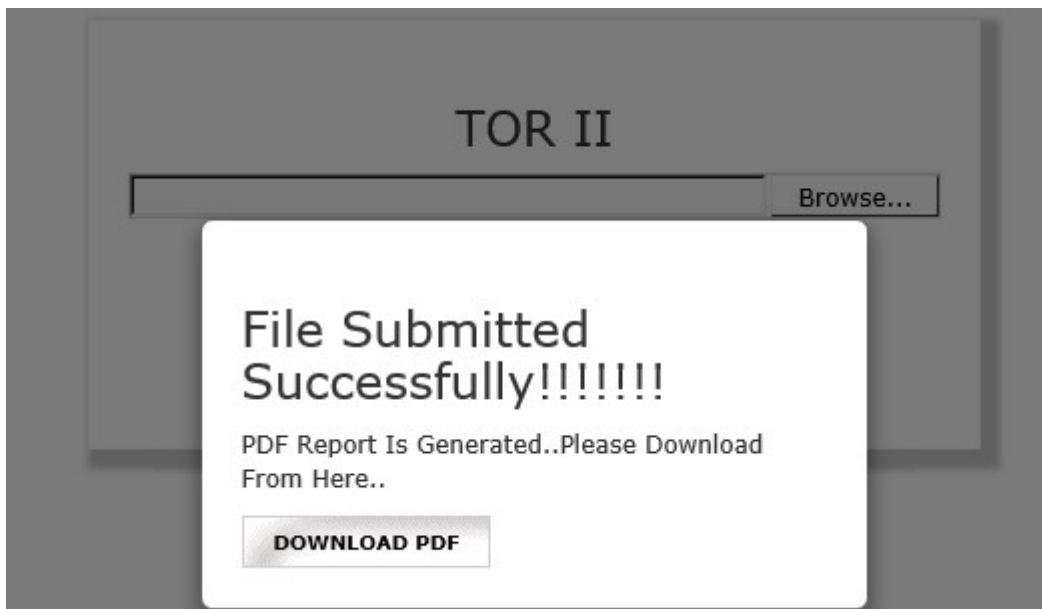 TOR II
Browse...
File Submitted
Successfully!!!!!!!
PDF Report Is Generated..Please Download
From Here..
DOWNLOAD PDF